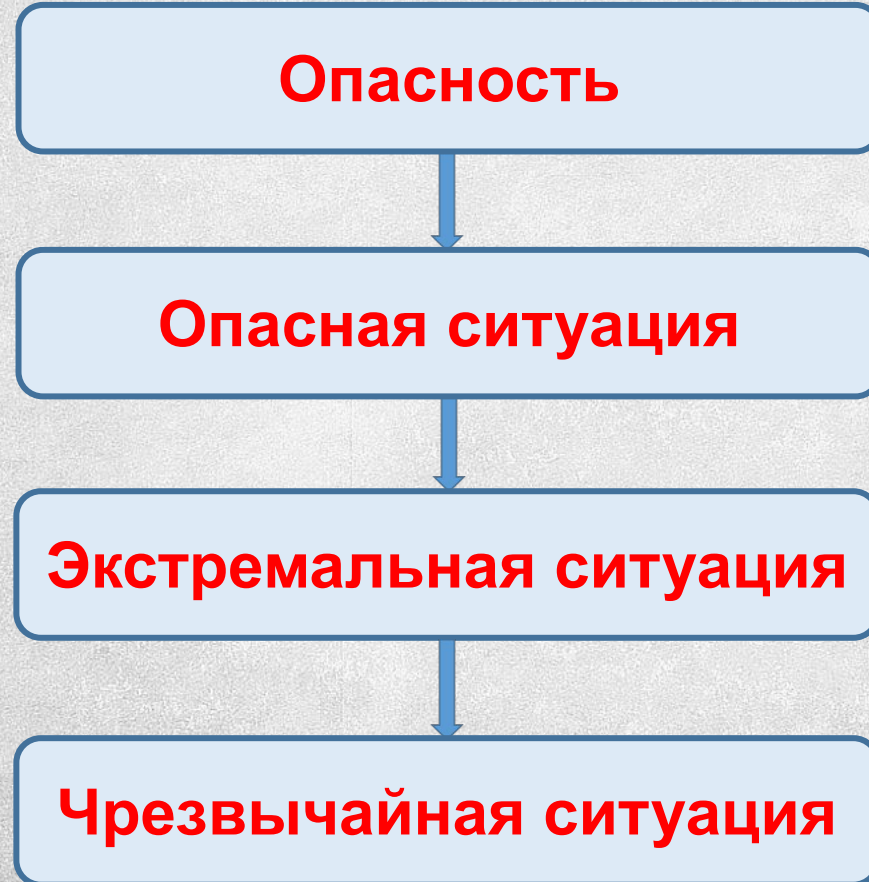 Опасность
Опасная ситуация
Экстремальная ситуация
Чрезвычайная ситуация